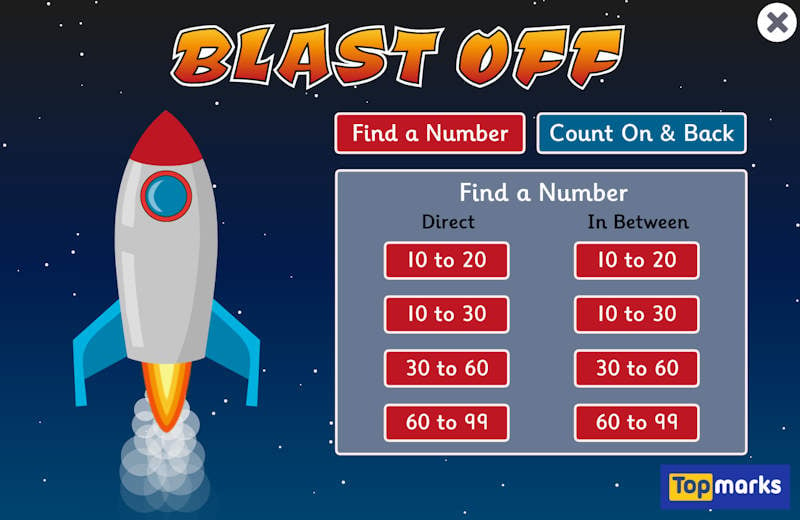 BLAST OFF
Find a Number
Count On & Back
Find a Number
Direct In Between
10 to 20 10 to 20
10 to 30 10 to 30
30 to 60 30 to 60
60 to 99 60 to 99
Topmarks